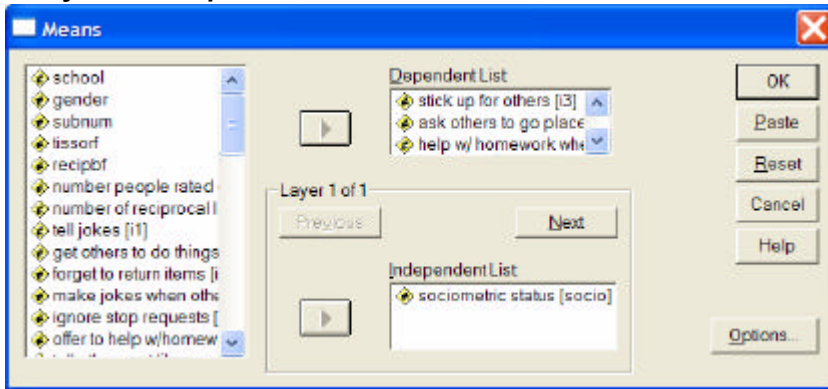 Means
school
gender
subnum
tissorf
recipbf
number people rated
number of reciprocal l
tell jokes [i1]
get others to do things
forget to return items [i
make jokes when othe
ignore stop requests [
offer to help w/homew
Dependent List
stick up for others [i3]
ask others to go place
help w/ homework whe
Layer 1 of 1
Previous
Next
Independent List
sociometric status [socio]
OK
Paste
Reset
Cancel
Help
Options...